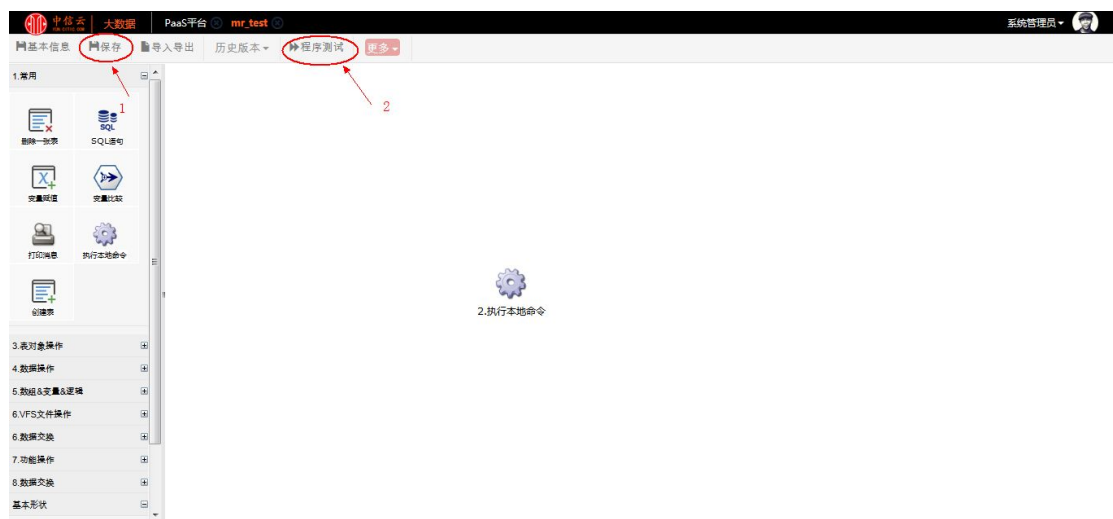 中信云 大数据 PaaS平台 mr_test 系统管理员
基本信息 保存 导入导出 历史版本 程序测试 更多
1.常用
1
2
删除一张表 SQL语句
变量赋值 变量比较
打印消息 执行本地命令
创建表
2.执行本地命令
3.表对象操作
4.数据操作
5.数组&变量&逻辑
6.VFS文件操作
6.数据交换
7.功能操作
8.数据交换
基本形状